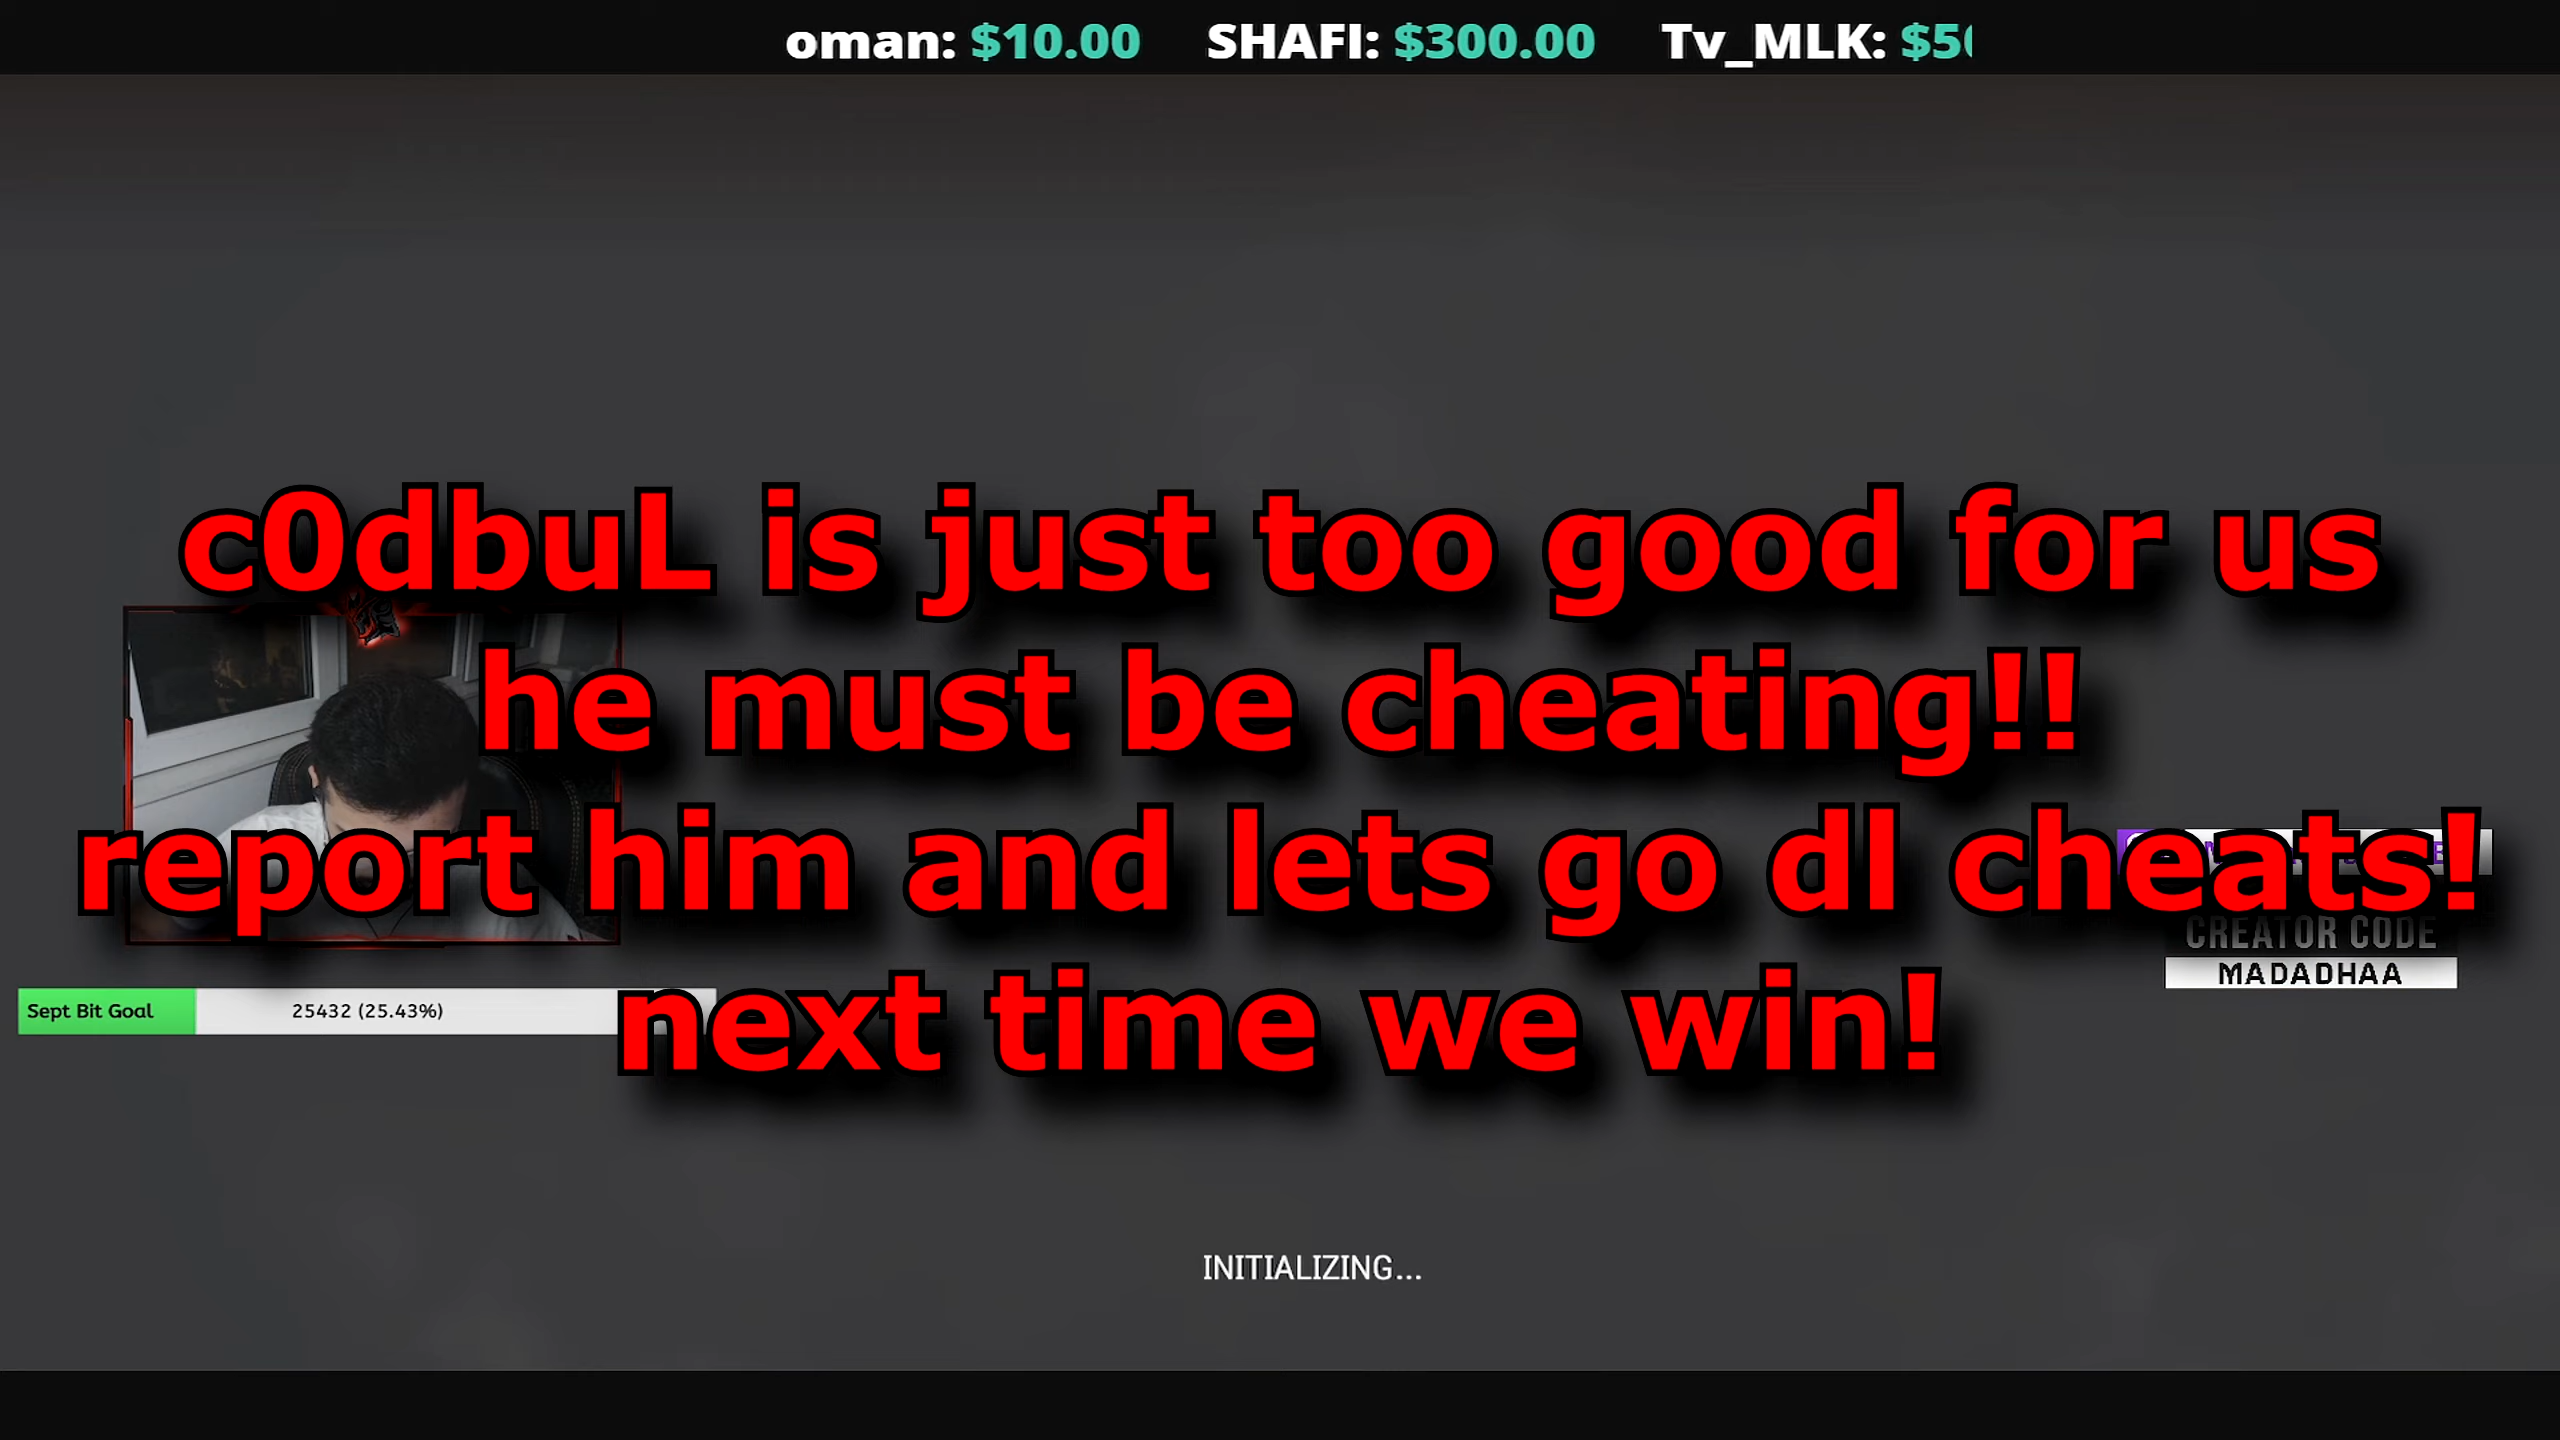 oman: $10.00 SHAFI: $300.00 Tv_MLK: $5
c0dbuL is just too good for us
he must be cheating!!
report him and lets go dl cheats!
CREATOR CODE
MADADHAA
Sept Bit Goal 25432 (25.43%)
next time we win!
INITIALIZING...